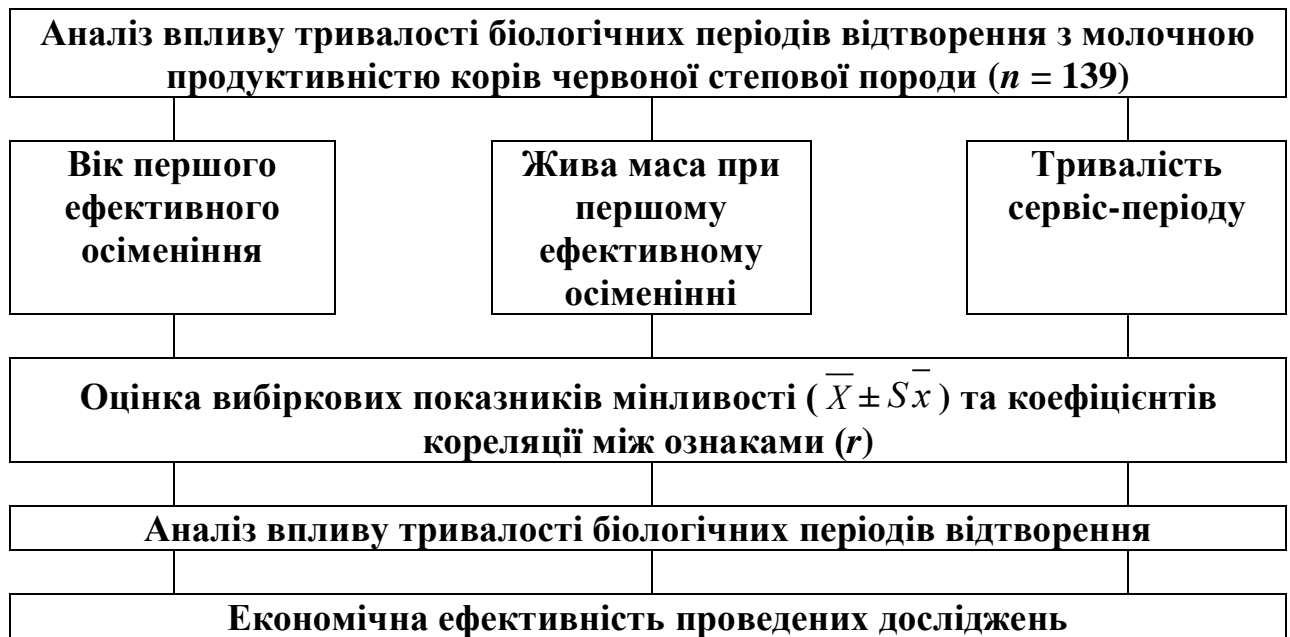 Аналіз впливу тривалості біологічних періодів відтворення з молочною
продуктивністю корів червоної степової породи (n = 139)
Вік першого
ефективного
осіменіння
Жива маса при
першому
ефективному
осіменінні
Тривалість
сервіс-періоду
Оцінка вибіркових показників мінливості ( X̅ ± S x̅ ) та коефіцієнтів
кореляції між ознаками (r)
Аналіз впливу тривалості біологічних періодів відтворення
Економічна ефективність проведених досліджень